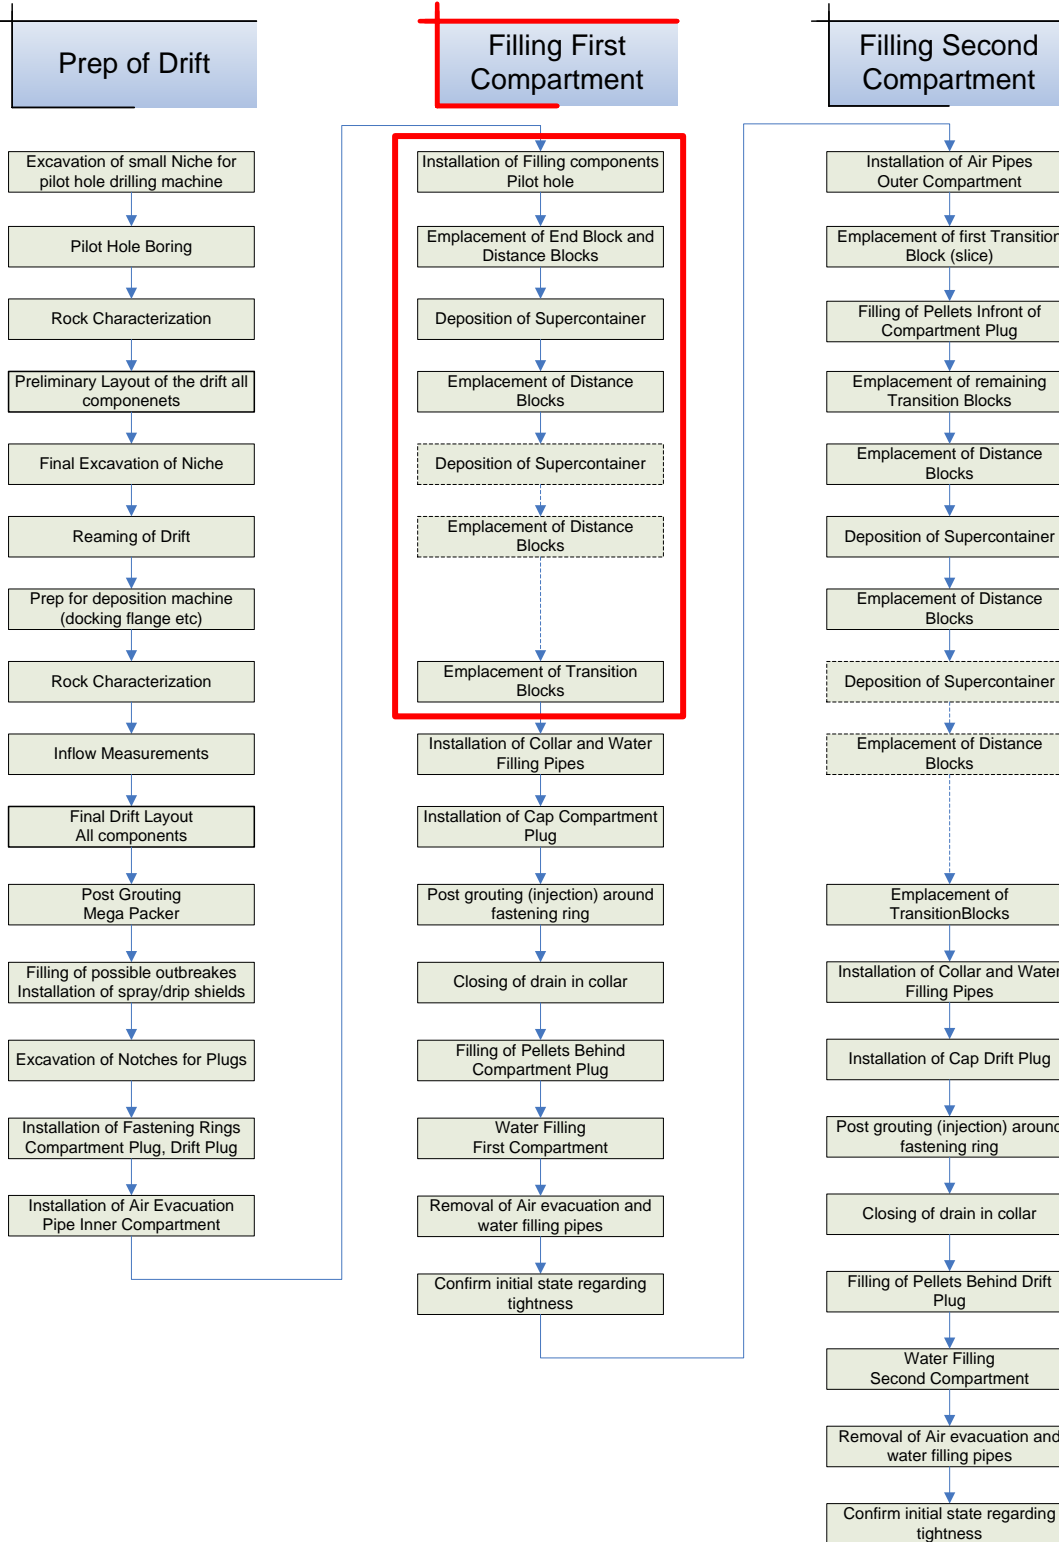 Prep of Drift
Excavation of small Niche for
pilot hole drilling machine
Pilot Hole Boring
Rock Characterization
Preliminary Layout of the drift all
componenets
Final Excavation of Niche
Reaming of Drift
Prep for deposition machine
(docking flange etc)
Rock Characterization
Inflow Measurements
Final Drift Layout
All components
Post Grouting
Mega Packer
Filling of possible outbreakes
Installation of spray/drip shields
Excavation of Notches for Plugs
Installation of Fastening Rings
Compartment Plug, Drift Plug
Installation of Air Evacuation
Pipe Inner Compartment
Filling First
Compartment
Installation of Filling components
Pilot hole
Emplacement of End Block and
Distance Blocks
Deposition of Supercontainer
Emplacement of Distance
Blocks
Deposition of Supercontainer
Emplacement of Distance
Blocks
Emplacement of Transition
Blocks
Installation of Collar and Water
Filling Pipes
Installation of Cap Compartment
Plug
Post grouting (injection) around
fastening ring
Closing of drain in collar
Filling of Pellets Behind
Compartment Plug
Water Filling
First Compartment
Removal of Air evacuation and
water filling pipes
Confirm initial state regarding
tightness
Filling Second
Compartment
Installation of Air Pipes
Outer Compartment
Emplacement of first Transition
Block (slice)
Filling of Pellets Infront of
Compartment Plug
Emplacement of remaining
Transition Blocks
Emplacement of Distance
Blocks
Deposition of Supercontainer
Emplacement of Distance
Blocks
Deposition of Supercontainer
Emplacement of Distance
Blocks
Emplacement of
TransitionBlocks
Installation of Collar and Water
Filling Pipes
Installation of Cap Drift Plug
Post grouting (injection) around
fastening ring
Closing of drain in collar
Filling of Pellets Behind Drift
Plug
Water Filling
Second Compartment
Removal of Air evacuation and
water filling pipes
Confirm initial state regarding
tightness